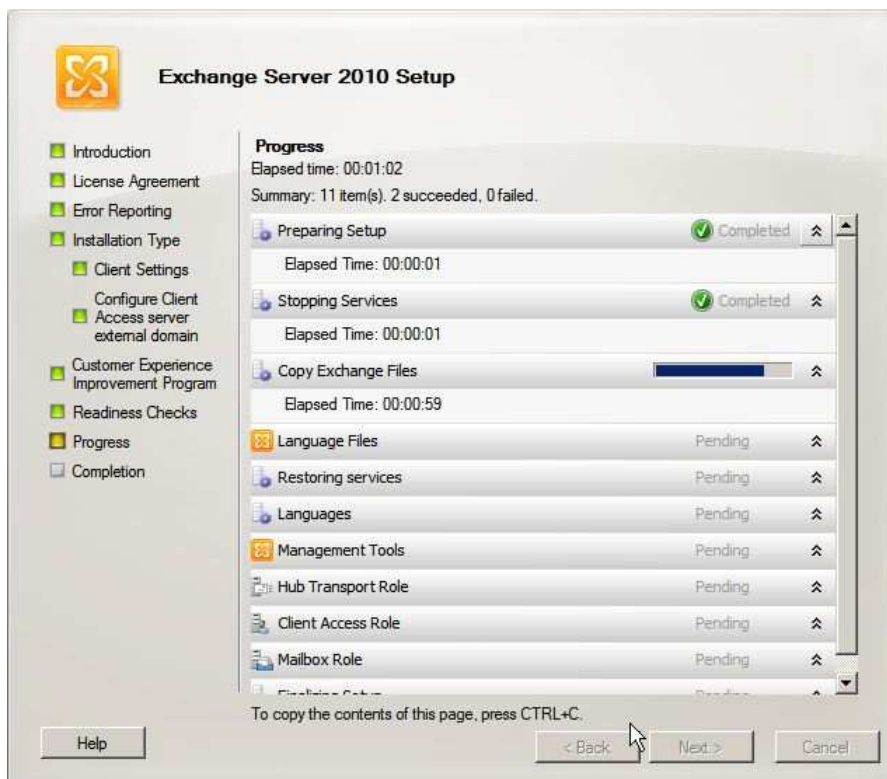 Exchange Server 2010 Setup
Introduction
License Agreement
Error Reporting
Installation Type
Client Settings
Configure Client
Access server
external domain
Customer Experience
Improvement Program
Readiness Checks
Progress
Completion
Progress
Elapsed time: 00:01:02
Summary: 11 item(s). 2 succeeded, 0 failed.
Preparing Setup Completed
Elapsed Time: 00:00:01
Stopping Services Completed
Elapsed Time: 00:00:01
Copy Exchange Files
Elapsed Time: 00:00:59
Language Files Pending
Restoring services Pending
Languages Pending
Management Tools Pending
Hub Transport Role Pending
Client Access Role Pending
Mailbox Role Pending
To copy the contents of this page, press CTRL+C.
Help
< Back
Next >
Cancel